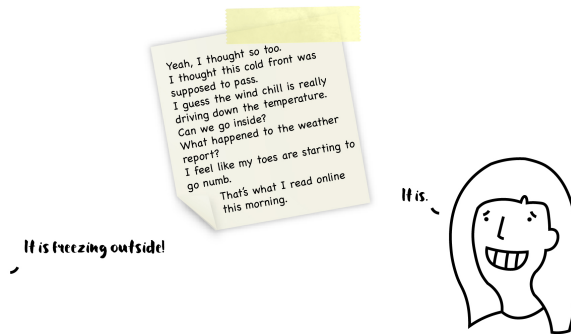 Yeah, I thought so too.
I thought this cold front was
supposed to pass.
I guess the wind chill is really
driving down the temperature.
Can we go inside?
What happened to the weather
report?
I feel like my toes are starting to
go numb.
That's what I read online
this morning.
It is.
It is freezing outside!